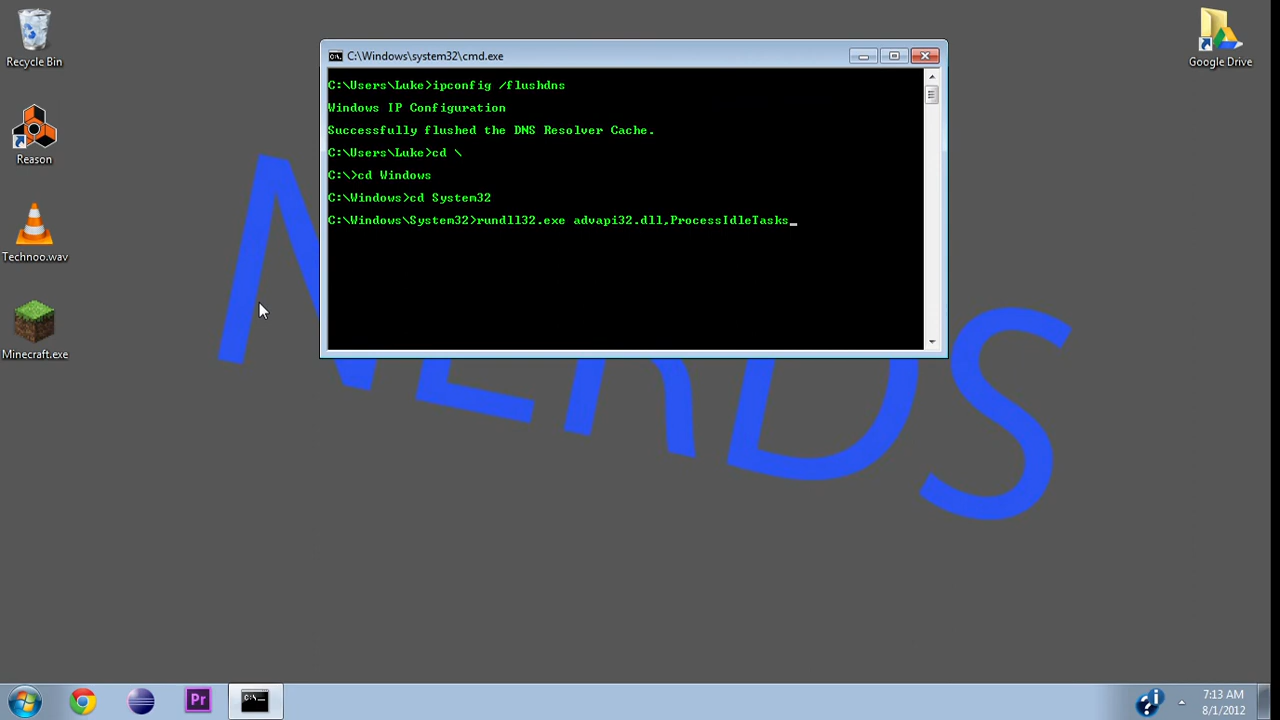 Recycle Bin
Reason
Technoo.wav
Minecraft.exe
Google Drive
C:\Windows\system32\cmd.exe
C:\Users\Luke>ipconfig /flushdns
Windows IP Configuration
Successfully flushed the DNS Resolver Cache.
C:\Users\Luke>cd \
C:\>cd Windows
C:\Windows>cd System32
C:\Windows\System32>rundll32.exe advapi32.dll,ProcessIdleTasks_
NERDS
Pr
C:\_
7:13 AM
8/1/2012